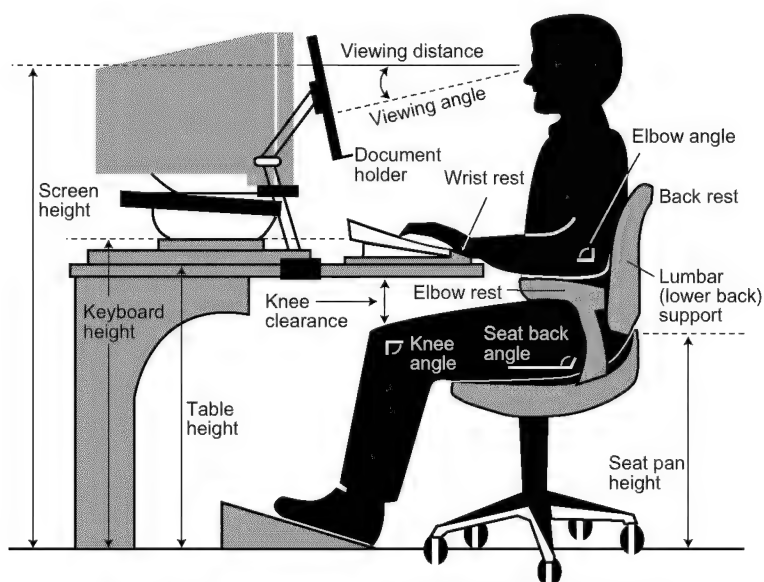 Viewing distance
Viewing angle
Document
holder
Elbow angle
Wrist rest
Back rest
Screen
height
Keyboard
height
Knee
clearance
Elbow rest
Lumbar
(lower back)
support
Knee
angle
Seat back
angle
Table
height
Seat pan
height